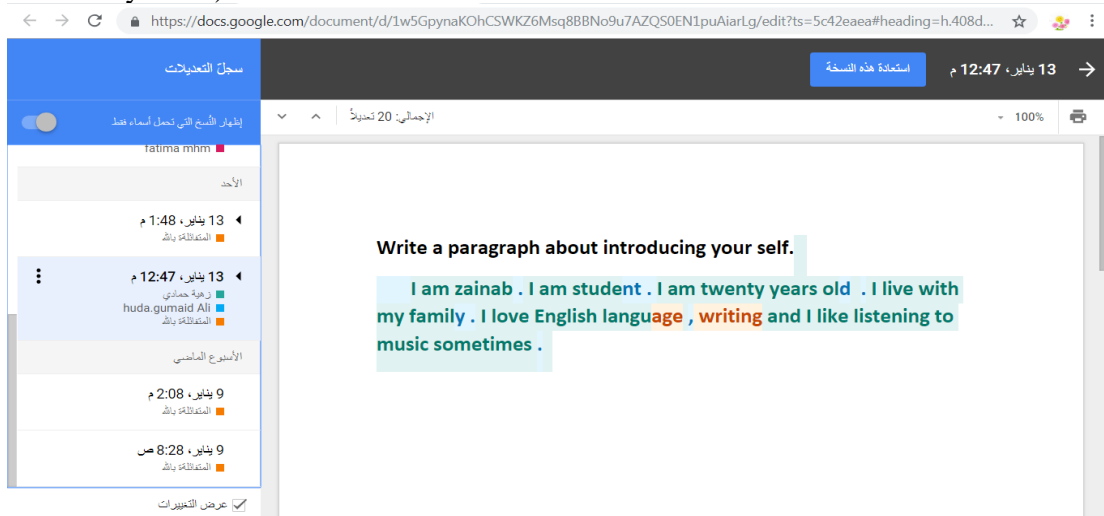 https://docs.google.com/document/d/1w5GpynaKOhCSWKZ6Msq8BBNo9u7AZQS0EN1puAiarLg/edit?ts=5c42eaea#heading=h.408d...
سجلّ التعديلات
13 يناير، 12:47 م
استعادة هذه النسخة
إظهار النُسخ التي تحمل أسماء فقط
الإجمالي: 20 تعديلاً
100%
fatima mhm
الأحد
13 يناير، 1:48 م
المتفائلة بالله
13 يناير، 12:47 م
زهية حمادي
huda.gumaid Ali
المتفائلة بالله
الأسبوع الماضي
9 يناير، 2:08 م
المتفائلة بالله
9 يناير، 8:28 ص
المتفائلة بالله
عرض التغييرات
Write a paragraph about introducing your self.
I am zainab . I am student . I am twenty years old . I live with
my family . I love English language , writing and I like listening to
music sometimes .